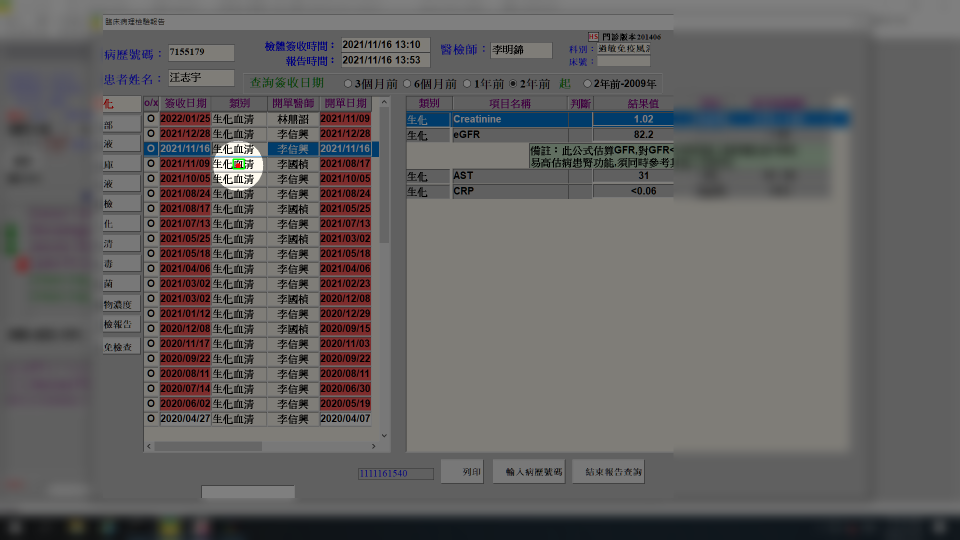 臨床病理檢驗報告
病歷號碼： 7155179 檢體簽收時間： 2021/11/16 13:10 醫檢師： 李明錦 HS 門診版本201406
報告時間： 2021/11/16 13:53 科別： 過敏免疫風濕
床號：
患者姓名： 汪志宇 查詢簽收日期 3個月前 6個月前 1年前 2年前 起 2年前-2009年
化 o/x 簽收日期 類別 開單醫師 開單日期 類別 項目名稱 判斷 結果值
部 O 2022/01/25 生化血清 林朋韶 2021/11/09 生化 Creatinine 1.02
O 2021/12/28 生化血清 李信興 2021/12/28 生化 eGFR 82.2
液 O 2021/11/16 生化血清 李信興 2021/11/16 備註：此公式估算GFR,對GFR<
庫 O 2021/11/09 生化血清 李國楨 2021/08/17 易高估病患腎功能,須同時參考
液 O 2021/10/05 生化血清 李信興 2021/10/05 生化 AST 31
檢 O 2021/08/24 生化血清 李信興 2021/08/24 生化 CRP <0.06
O 2021/08/17 生化血清 李國楨 2021/05/25
化 O 2021/07/13 生化血清 李信興 2021/07/13
清 O 2021/05/25 生化血清 李國楨 2021/03/02
O 2021/05/18 生化血清 李信興 2021/05/18
毒 O 2021/04/06 生化血清 李信興 2021/04/06
菌 O 2021/03/02 生化血清 李信興 2021/02/23
物濃度 O 2021/03/02 生化血清 李國楨 2020/12/08
O 2021/01/12 生化血清 李信興 2020/12/29
檢報告 O 2020/12/08 生化血清 李國楨 2020/09/15
免檢查 O 2020/11/17 生化血清 李信興 2020/11/03
O 2020/09/22 生化血清 李信興 2020/09/22
O 2020/08/11 生化血清 李信興 2020/08/11
O 2020/07/14 生化血清 李信興 2020/06/30
O 2020/06/02 生化血清 李信興 2020/05/19
O 2020/04/27 生化血清 李信興 2020/04/07
1111161540 列印 輸入病歷號碼 結束報告查詢